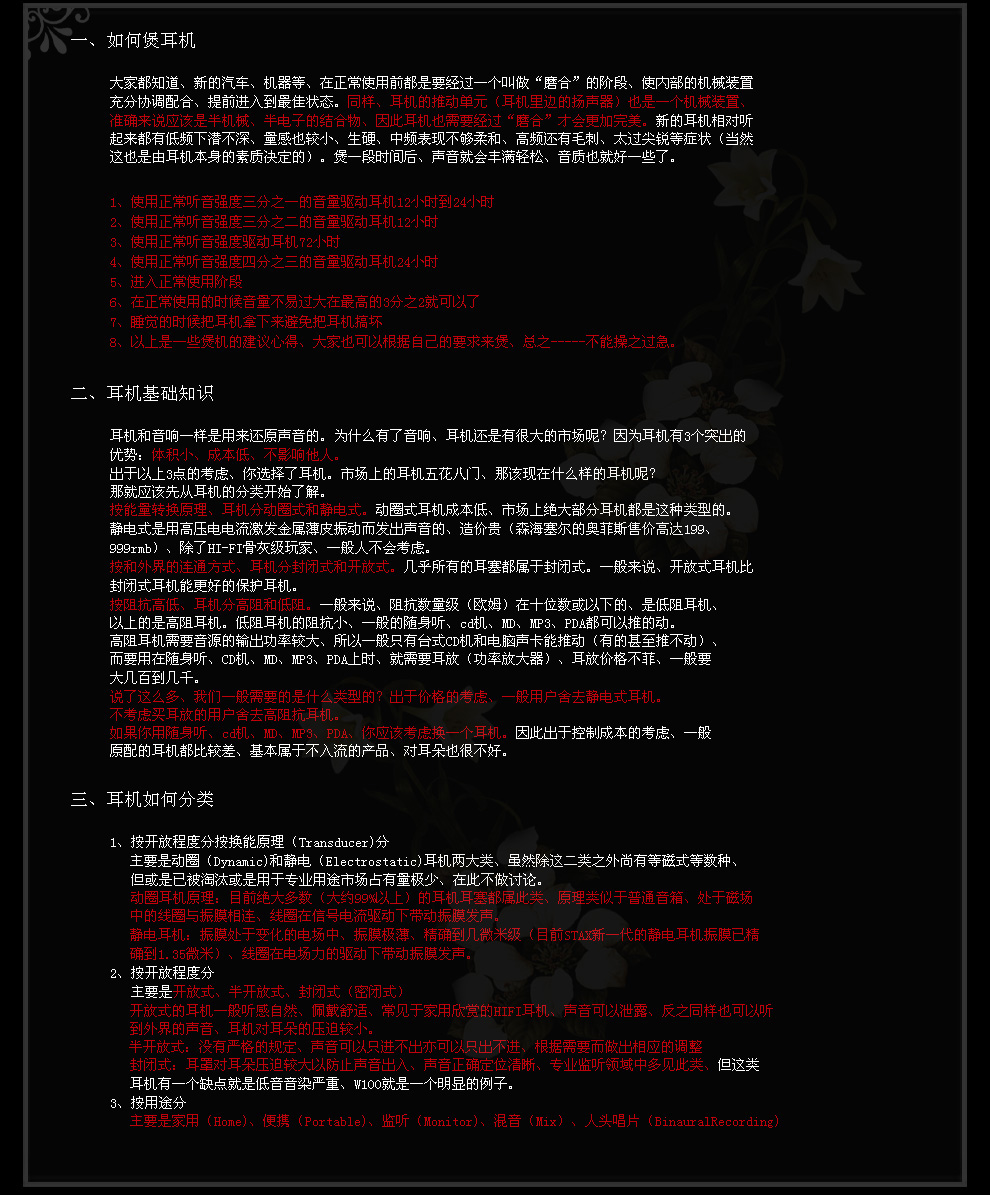 一、如何煲耳机
大家都知道、新的汽车、机器等、在正常使用前都是要经过一个叫做“磨合”的阶段、使内部的机械装置
充分协调配合、提前进入到最佳状态。同样、耳机的推动单元（耳机里边的扬声器）也是一个机械装置、
准确来说应该是半机械、半电子的结合物、因此耳机也需要经过“磨合”才会更加完美。新的耳机相对听
起来都有低频下潜不深、量感也较小、生硬、中频表现不够柔和、高频还有毛刺、太过尖锐等症状（当然
这也是由耳机本身的素质决定的）。煲一段时间后、声音就会丰满轻松、音质也就好一些了。
1、使用正常听音强度三分之一的音量驱动耳机12小时到24小时
2、使用正常听音强度三分之二的音量驱动耳机12小时
3、使用正常听音强度驱动耳机72小时
4、使用正常听音强度四分之三的音量驱动耳机24小时
5、进入正常使用阶段
6、在正常使用的时候音量不易过大在最高的3分之2就可以了
7、睡觉的时候把耳机拿下来避免把耳机搞坏
8、以上是一些煲机的建议心得、大家也可以根据自己的要求来煲、总之-----不能操之过急。
二、耳机基础知识
耳机和音响一样是用来还原声音的。为什么有了音响、耳机还是有很大的市场呢？因为耳机有3个突出的
优势：体积小、成本低、不影响他人。
出于以上3点的考虑、你选择了耳机。市场上的耳机五花八门、那该现在什么样的耳机呢？
那就应该先从耳机的分类开始了解。
按能量转换原理、耳机分动圈式和静电式。动圈式耳机成本低、市场上绝大部分耳机都是这种类型的。
静电式是用高压电电流激发金属薄皮振动而发出声音的、造价贵（森海塞尔的奥菲斯售价高达199、
999rmb）、除了HI-FI骨灰级玩家、一般人不会考虑。
按和外界的连通方式、耳机分封闭式和开放式。几乎所有的耳塞都属于封闭式。一般来说、开放式耳机比
封闭式耳机能更好的保护耳机。
按阻抗高低、耳机分高阻和低阻。一般来说、阻抗数量级（欧姆）在十位数或以下的、是低阻耳机、
以上的是高阻耳机。低阻耳机的阻抗小、一般的随身听、cd机、MD、MP3、PDA都可以推的动。
高阻耳机需要音源的输出功率较大、所以一般只有台式CD机和电脑声卡能推动（有的甚至推不动）、
而要用在随身听、CD机、MD、MP3、PDA上时、就需要耳放（功率放大器）、耳放价格不菲、一般要
大几百到几千。
说了这么多、我们一般需要的是什么类型的？出于价格的考虑、一般用户舍去静电式耳机。
不考虑买耳放的用户舍去高阻抗耳机。
如果你用随身听、cd机、MD、MP3、PDA、你应该考虑换一个耳机。因此出于控制成本的考虑、一般
原配的耳机都比较差、基本属于不入流的产品、对耳朵也很不好。
三、耳机如何分类
1、按开放程度分按换能原理（Transducer)分
主要是动圈（Dynamic)和静电（Electrostatic)耳机两大类、虽然除这二类之外尚有等磁式等数种、
但或是已被淘汰或是用于专业用途市场占有量极少、在此不做讨论。
动圈耳机原理：目前绝大多数（大约99%以上）的耳机耳塞都属此类、原理类似于普通音箱、处于磁场
中的线圈与振膜相连、线圈在信号电流驱动下带动振膜发声。
静电耳机：振膜处于变化的电场中、振膜极薄、精确到几微米级（目前STAX新一代的静电耳机振膜已精
确到1.35微米）、线圈在电场力的驱动下带动振膜发声。
2、按开放程度分
主要是开放式、半开放式、封闭式（密闭式）
开放式的耳机一般听感自然、佩戴舒适、常见于家用欣赏的HIFI耳机、声音可以泄露、反之同样也可以听
到外界的声音、耳机对耳朵的压迫较小。
半开放式：没有严格的规定、声音可以只进不出亦可以只出不进、根据需要而做出相应的调整
封闭式：耳罩对耳朵压迫较大以防止声音出入、声音正确定位清晰、专业监听领域中多见此类、但这类
耳机有一个缺点就是低音音染严重、W100就是一个明显的例子。
3、按用途分
主要是家用（Home)、便携（Portable)、监听（Monitor)、混音（Mix）、人头唱片（BinauralRecording)